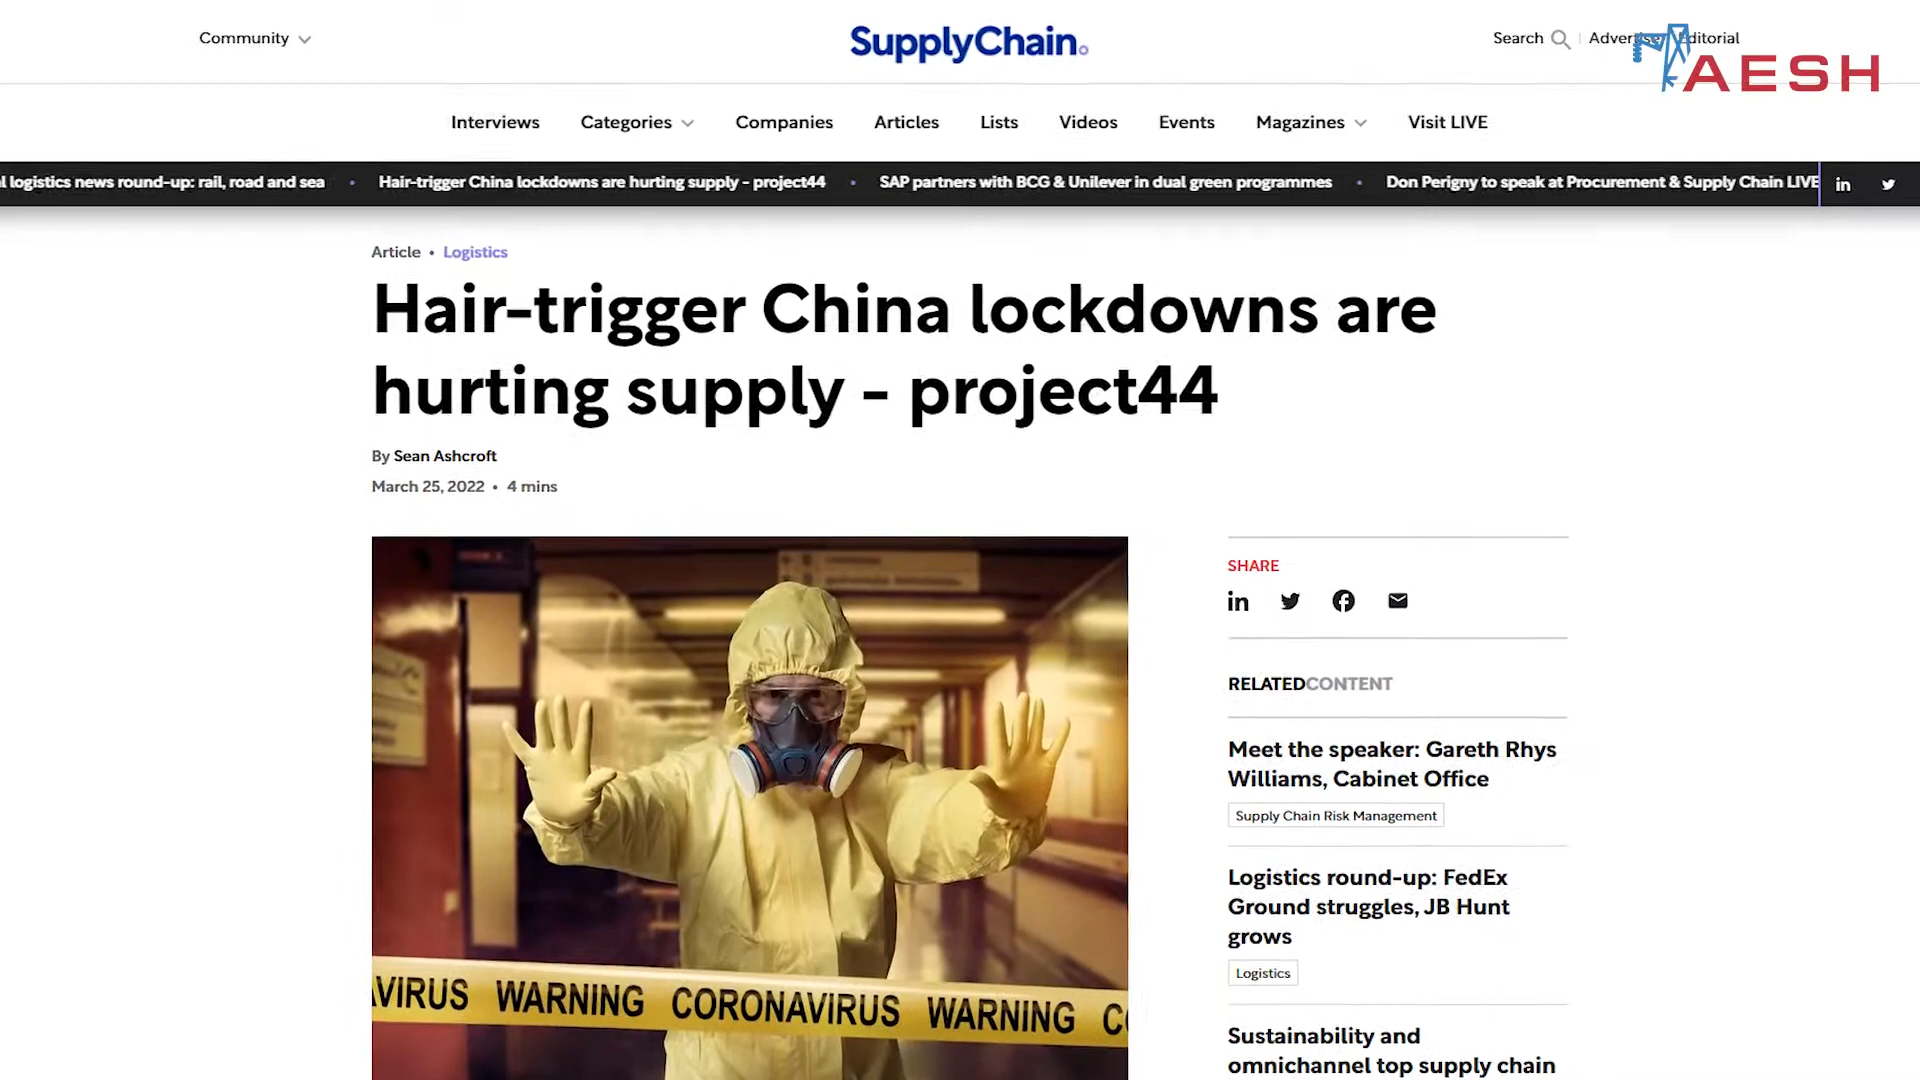 Community
SupplyChain
Search
Editorial
AESH
Interviews
Categories
Companies
Articles
Lists
Videos
Events
Magazines
Visit LIVE
logistics news round-up: rail, road and sea • Hair-trigger China lockdowns are hurting supply - project44 • SAP partners with BCG & Unilever in dual green programmes • Don Perigny to speak at Procurement & Supply Chain LIVE
Article • Logistics
Hair-trigger China lockdowns are
hurting supply - project44
By Sean Ashcroft
March 25, 2022 • 4 mins
AVIRUS WARNING CORONAVIRUS WARNING C
SHARE
RELATEDCONTENT
Meet the speaker: Gareth Rhys
Williams, Cabinet Office
Supply Chain Risk Management
Logistics round-up: FedEx
Ground struggles, JB Hunt
grows
Logistics
Sustainability and
omnichannel top supply chain